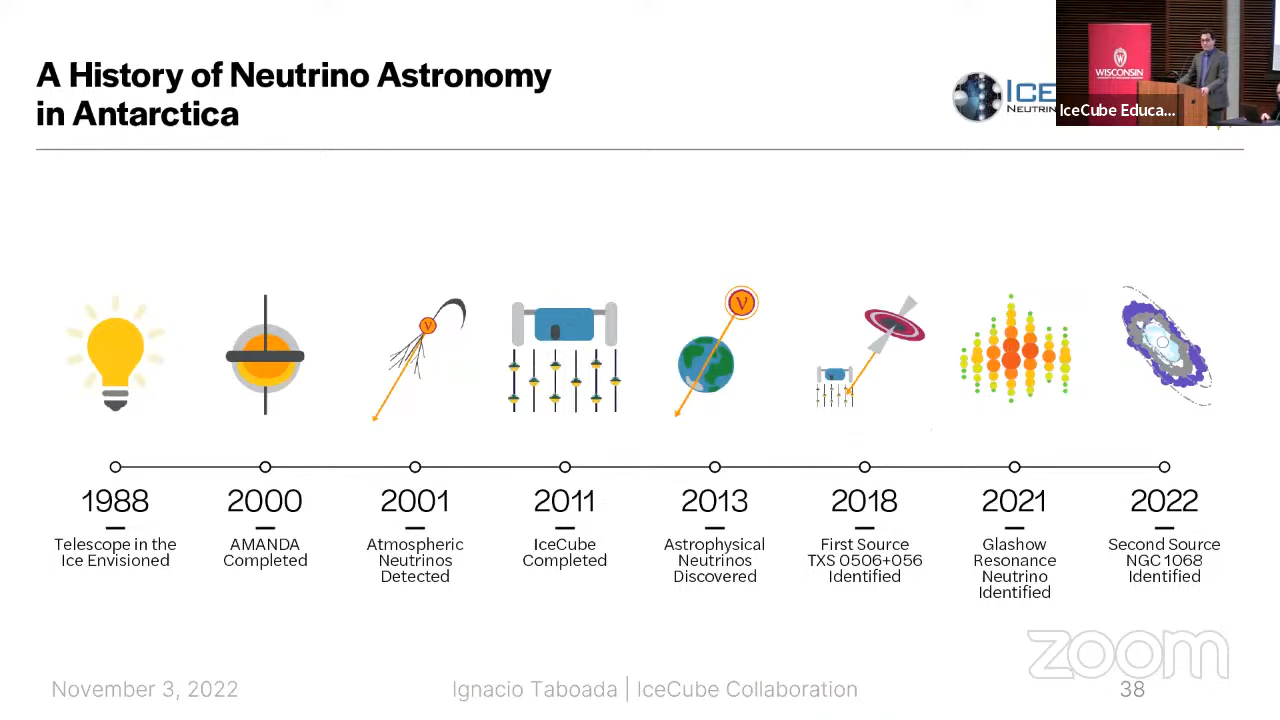 A History of Neutrino Astronomy
in Antarctica
ICE
NEUTRIN
WISCONSIN
IceCube Educa...
V
V
1988
Telescope in the
Ice Envisioned
2000
AMANDA
Completed
2001
Atmospheric
Neutrinos
Detected
2011
IceCube
Completed
2013
Astrophysical
Neutrinos
Discovered
2018
First Source
TXS 0506+056
Identified
2021
Glashow
Resonance
Neutrino
Identified
2022
Second Source
NGC 1068
Identified
zoom
November 3, 2022
Ignacio Taboada | IceCube Collaboration
38